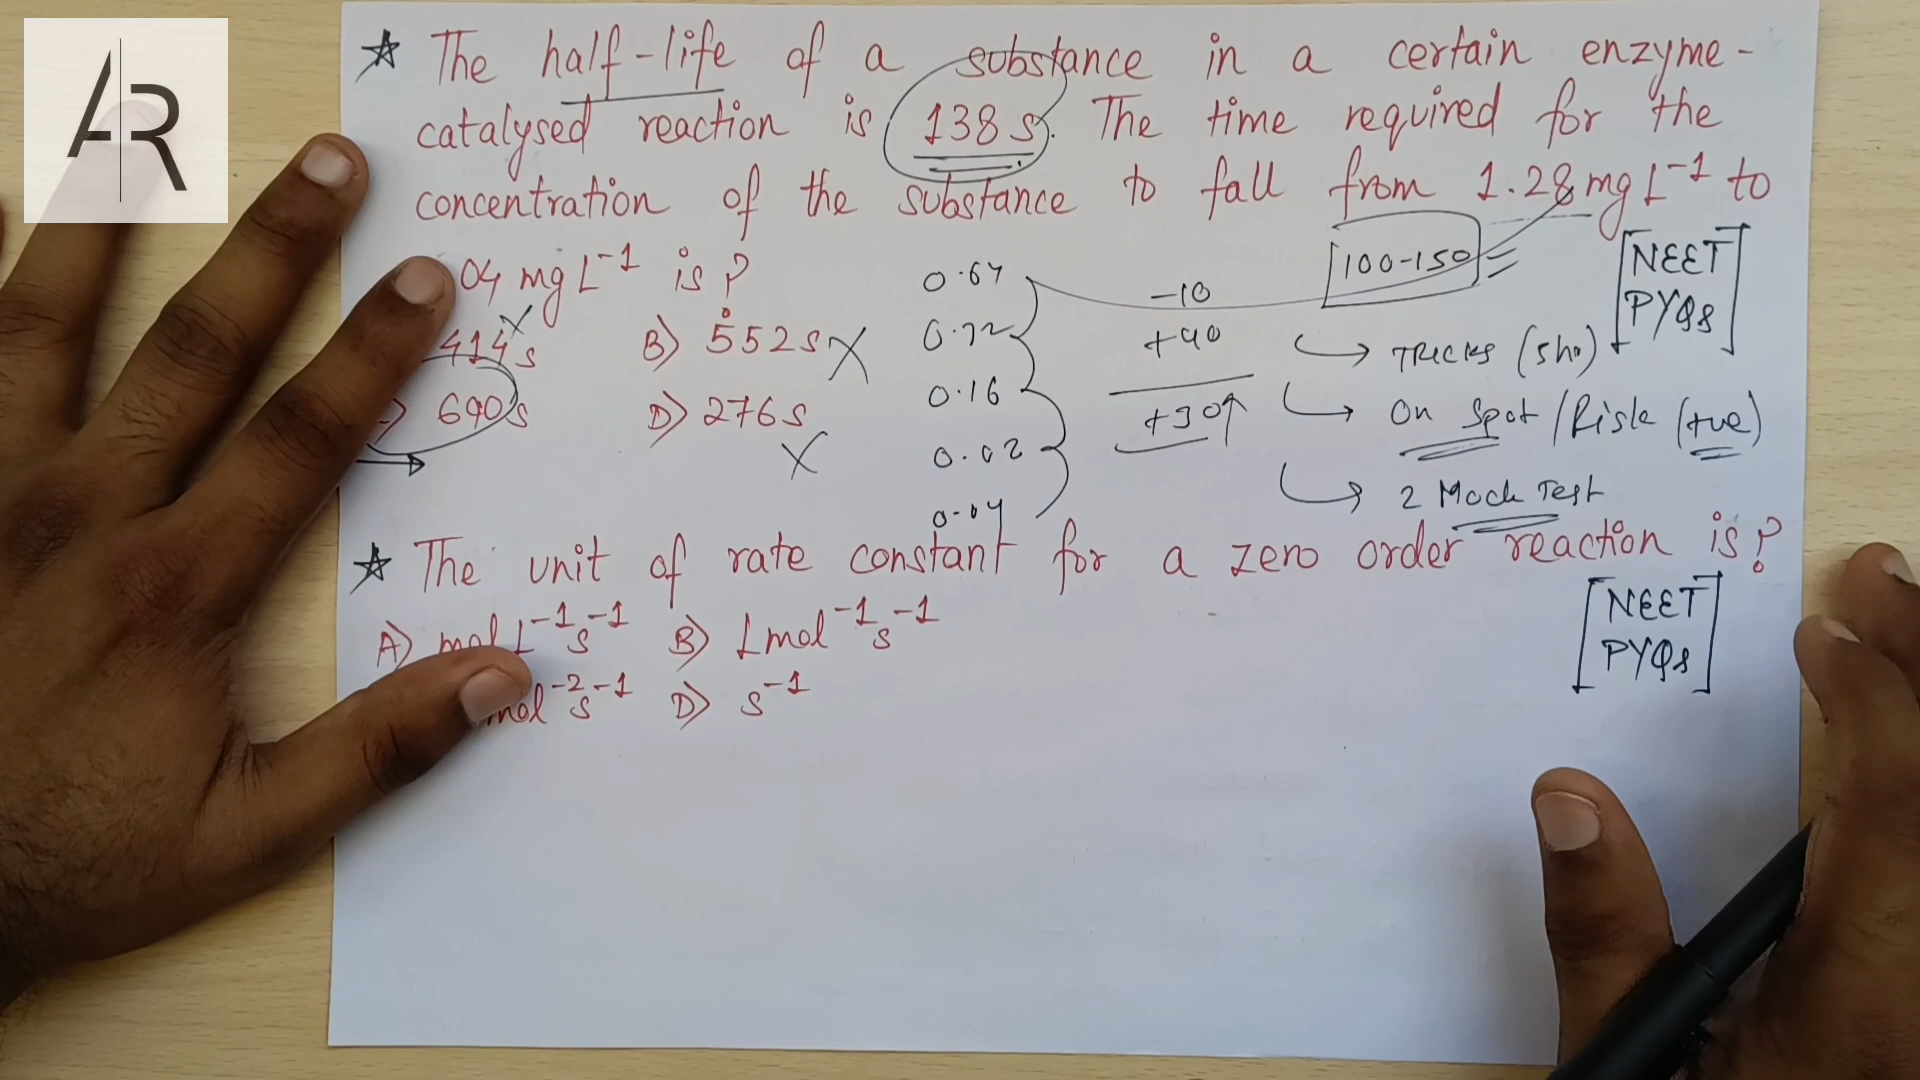 AR
The half-life of a substance in a certain enzyme-
catalysed reaction is 138 s. The time required for the
concentration of the substance to fall from 1.28 mg L⁻¹ to
04 mg L⁻¹ is ?
414 s B) 552 s
690 s D) 276 s
0.64
0.32
0.16
0.02
0.04
-10
+40
+30
[100-150]
[NEET
PYQs]
→ TRICKS (sho)
→ On Spot / Risk (+ve)
→ 2 Mock Test
The unit of rate constant for a zero order reaction is ?
A) mol L⁻¹ s⁻¹ B) L mol⁻¹ s⁻¹
mol⁻² s⁻¹ D) s⁻¹
[NEET
PYQs]